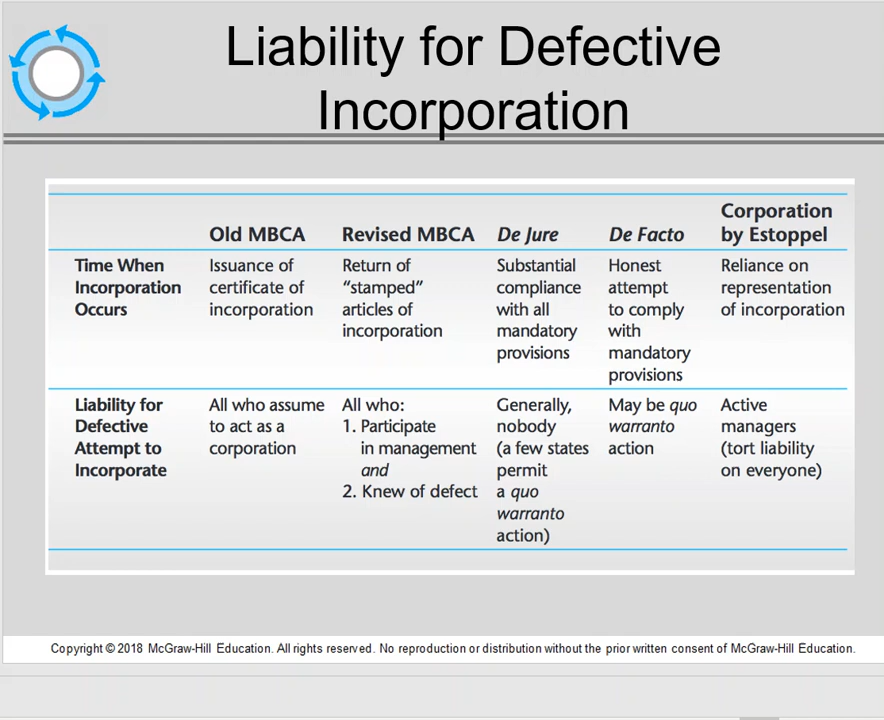 Liability for Defective
Incorporation
Old MBCA
Revised MBCA
De Jure
De Facto
Corporation
by Estoppel
Time When
Incorporation
Occurs
Issuance of
certificate of
incorporation
Return of
“stamped”
articles of
incorporation
Substantial
compliance
with all
mandatory
provisions
Honest
attempt
to comply
with
mandatory
provisions
Reliance on
representation
of incorporation
Liability for
Defective
Attempt to
Incorporate
All who assume
to act as a
corporation
All who:
1. Participate
in management
and
2. Knew of defect
Generally,
nobody
(a few states
permit
a quo
warranto
action)
May be quo
warranto
action
Active
managers
(tort liability
on everyone)
Copyright © 2018 McGraw-Hill Education. All rights reserved. No reproduction or distribution without the prior written consent of McGraw-Hill Education.